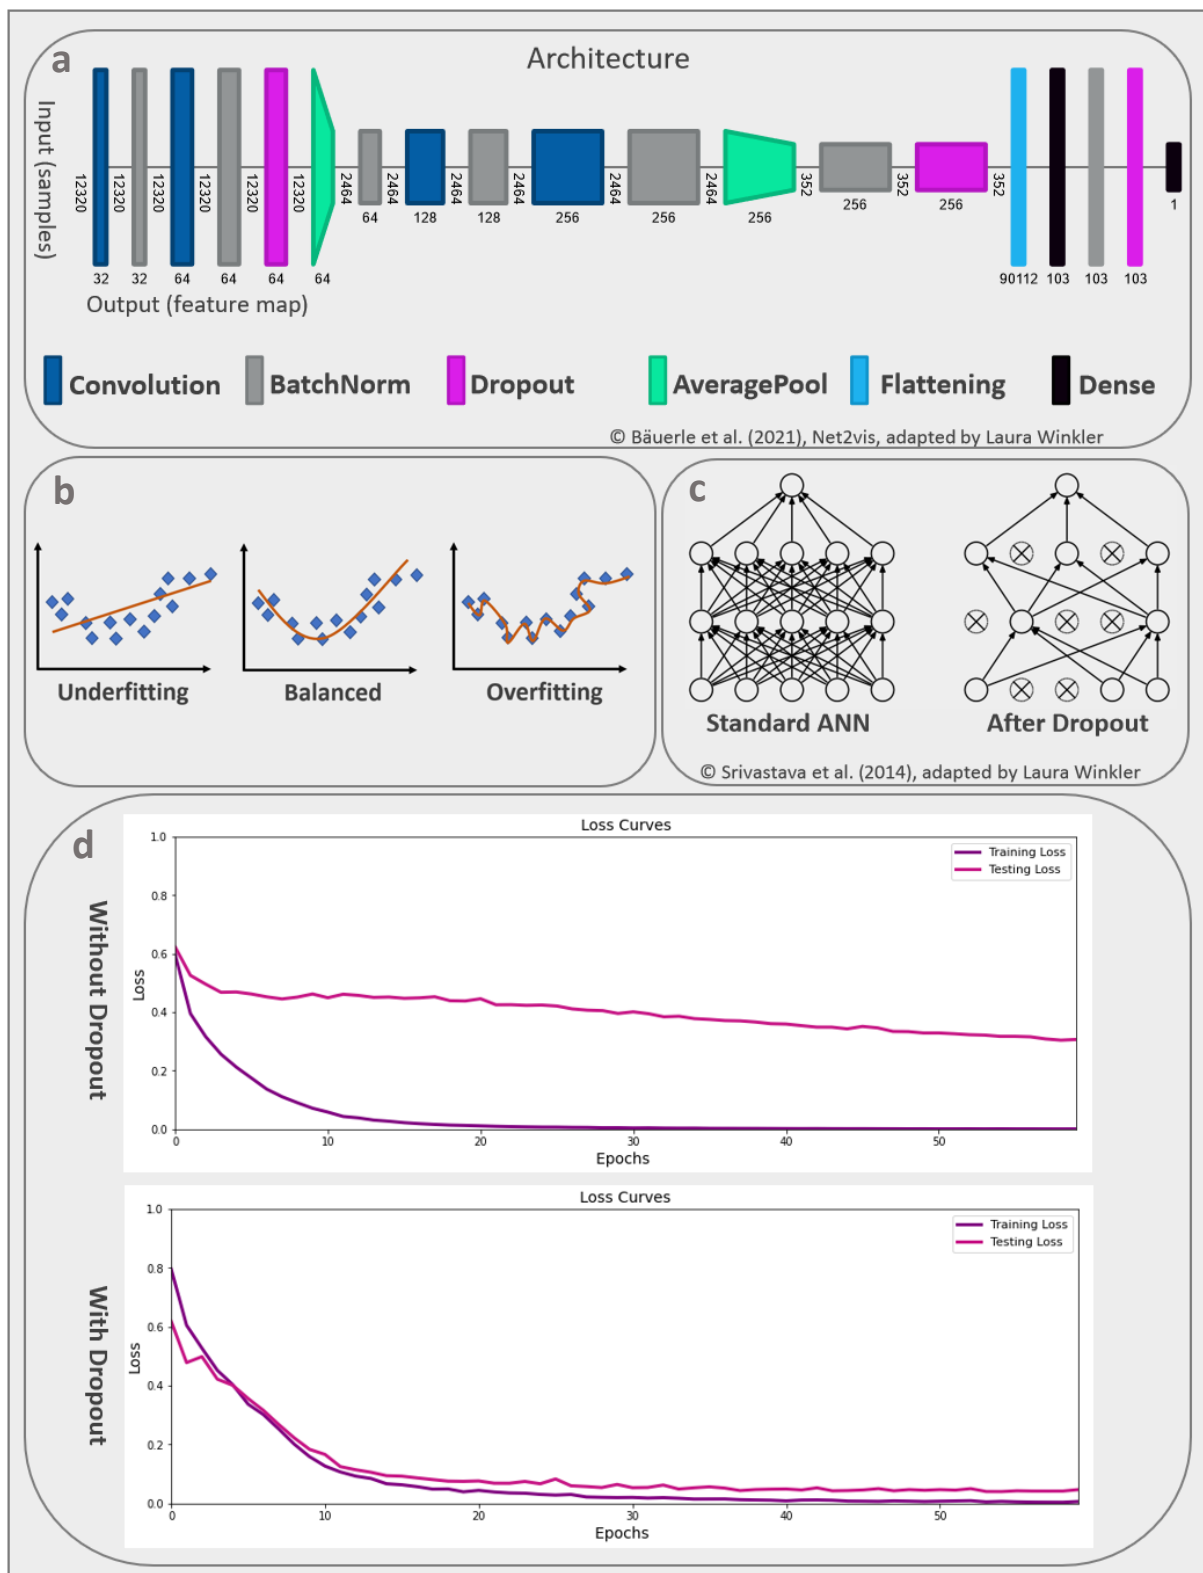 a
Architecture
Input (samples)
12320 12320 12320 12320 12320 12320 2464 2464 2464 2464 2464 2464 352 352 352
32 32 64 64 64 64 64 128 128 256 256 256 256 256 90112 103 103 103 1
Output (feature map)
Convolution BatchNorm Dropout AveragePool Flattening Dense
© Bäuerle et al. (2021), Net2vis, adapted by Laura Winkler
b
Underfitting Balanced Overfitting
c
Standard ANN After Dropout
© Srivastava et al. (2014), adapted by Laura Winkler
d
Without Dropout
Loss Curves
Training Loss
Testing Loss
Loss
1.0
0.8
0.6
0.4
0.2
0.0
0 10 20 30 40 50
Epochs
With Dropout
Loss Curves
Training Loss
Testing Loss
Loss
1.0
0.8
0.6
0.4
0.2
0.0
0 10 20 30 40 50
Epochs